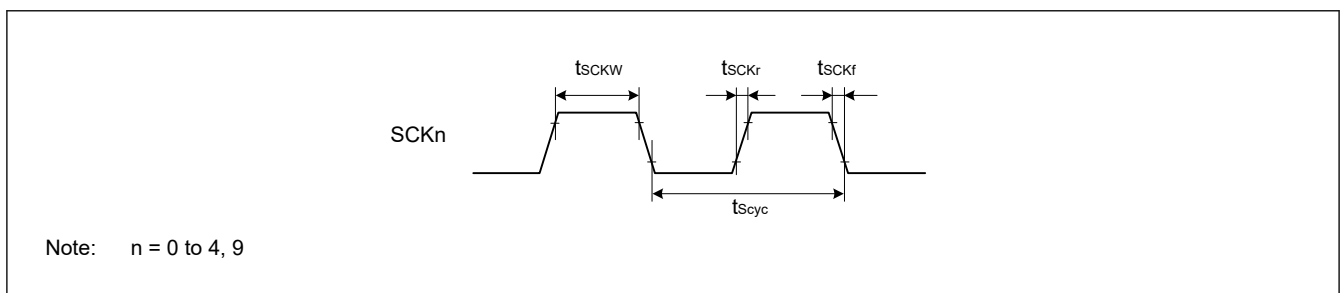 tSCKW tSCKr tSCKf
SCKn
tScyc
Note: n = 0 to 4, 9